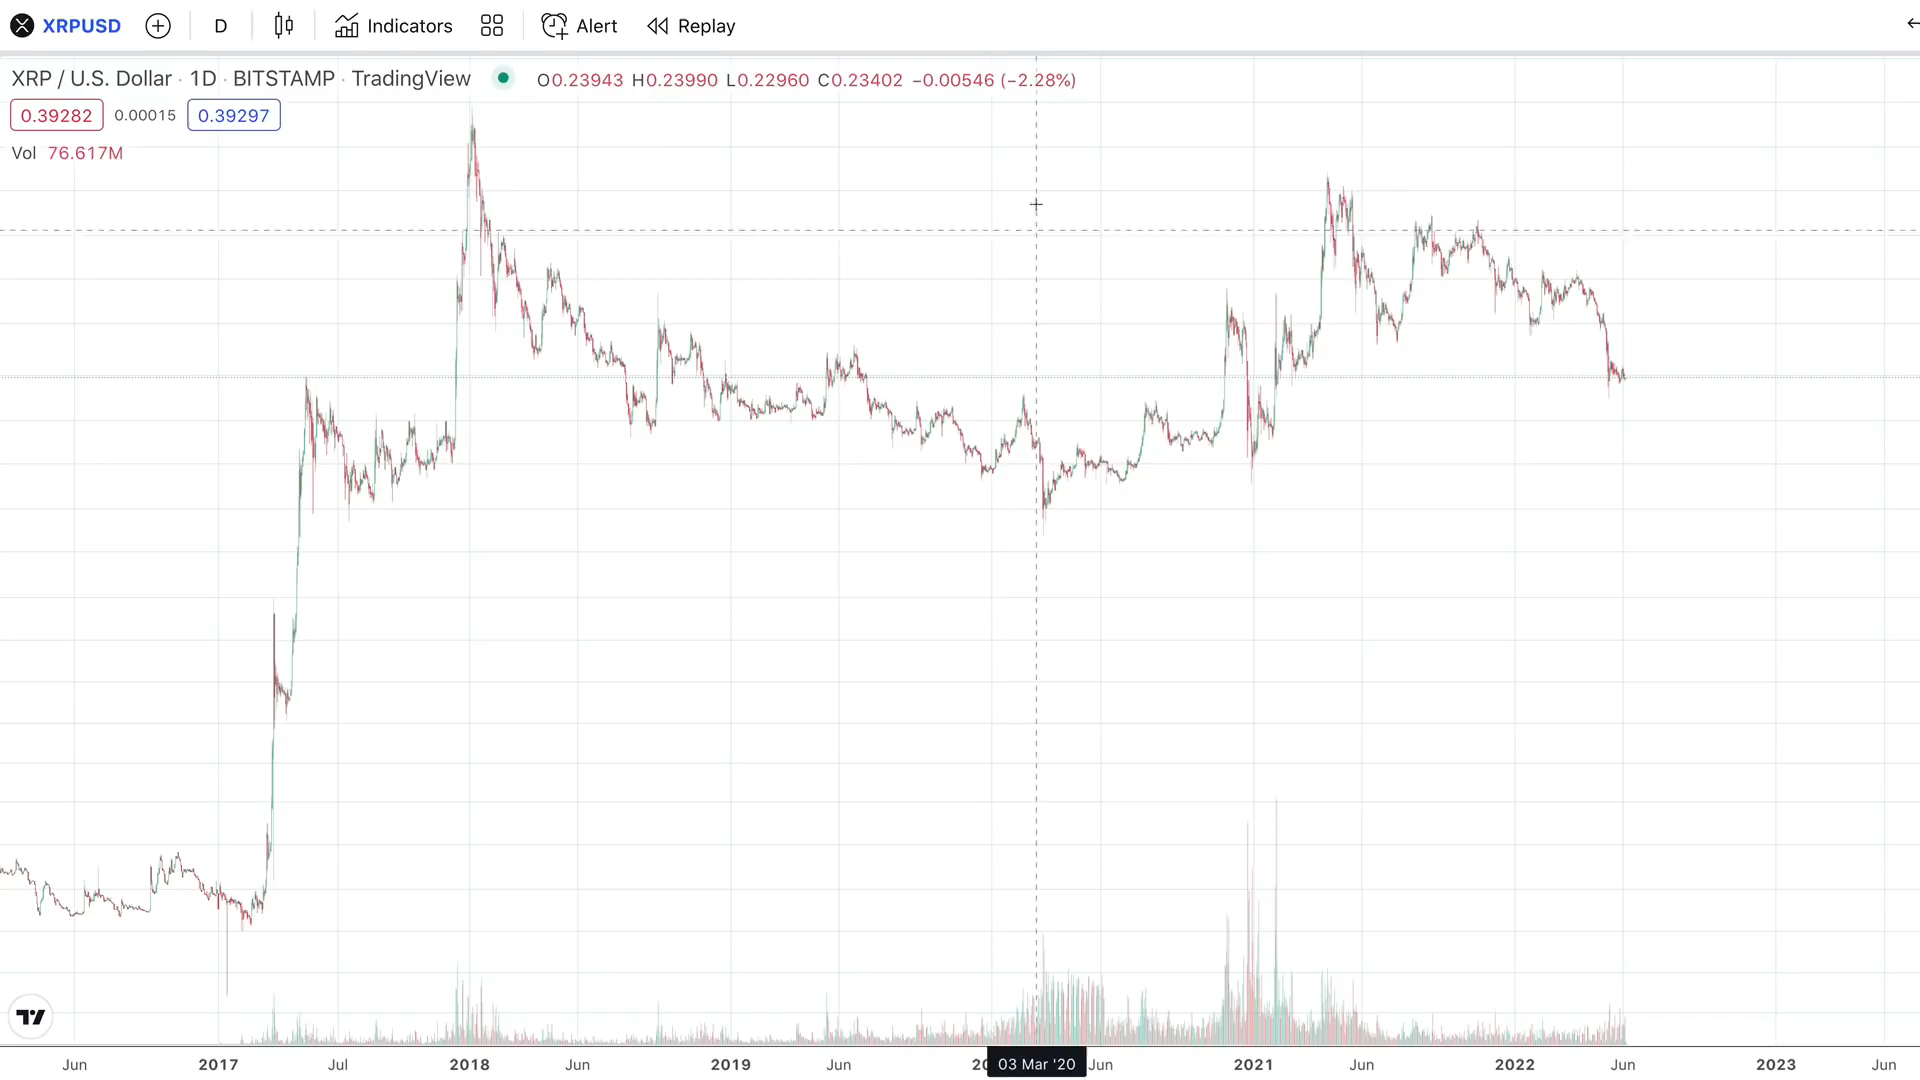 XRPUSD D Indicators Alert Replay
XRP / U.S. Dollar · 1D · BITSTAMP · TradingView O0.23943 H0.23990 L0.22960 C0.23402 −0.00546 (−2.28%)
0.39282 0.00015 0.39297
Vol 76.617M
Jun 2017 Jul 2018 Jun 2019 Jun 03 Mar '20 Jun 2021 Jun 2022 Jun 2023 Jun